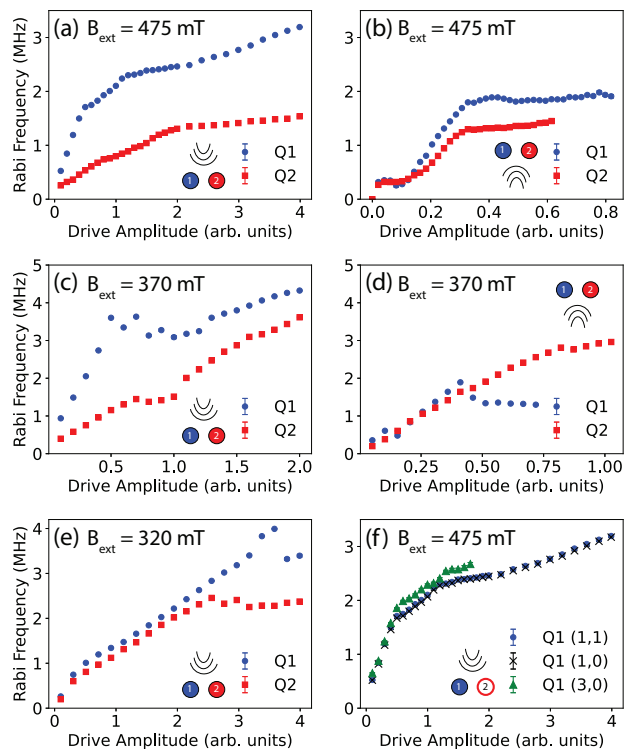 (a) B_ext = 475 mT
3
2
1
0
Rabi Frequency (MHz)
1 2
Q1
Q2
0 1 2 3 4
Drive Amplitude (arb. units)
(b) B_ext = 475 mT
3
2
1
0
1 2
Q1
Q2
0.0 0.2 0.4 0.6 0.8
Drive Amplitude (arb. units)
(c) B_ext = 370 mT
5
4
3
2
1
0
Rabi Frequency (MHz)
1 2
Q1
Q2
0.5 1.0 1.5 2.0
Drive Amplitude (arb. units)
(d) B_ext = 370 mT
5
4
3
2
1
0
1 2
Q1
Q2
0.25 0.50 0.75 1.00
Drive Amplitude (arb. units)
(e) B_ext = 320 mT
4
3
2
1
0
Rabi Frequency (MHz)
1 2
Q1
Q2
0 1 2 3 4
Drive Amplitude (arb. units)
(f) B_ext = 475 mT
3
2
1
0
1 2
Q1 (1,1)
Q1 (1,0)
Q1 (3,0)
0 1 2 3 4
Drive Amplitude (arb. units)